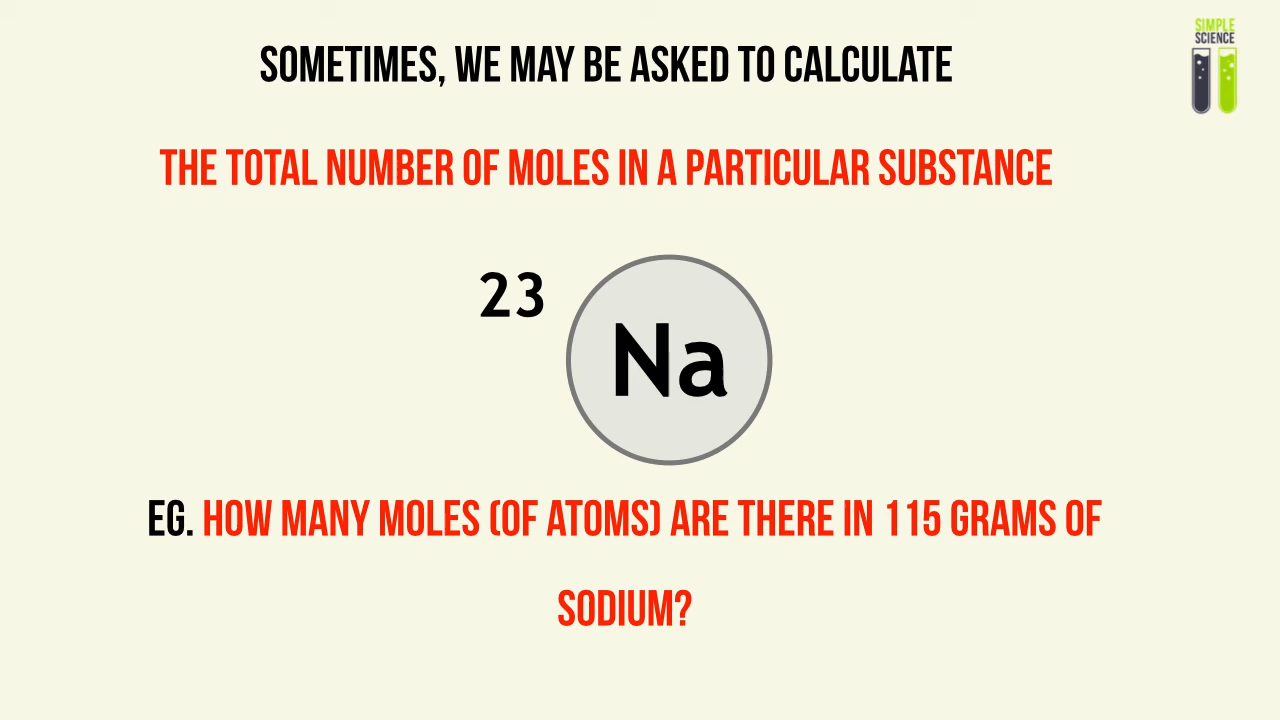 SIMPLE
SCIENCE
SOMETIMES, WE MAY BE ASKED TO CALCULATE
THE TOTAL NUMBER OF MOLES IN A PARTICULAR SUBSTANCE
23
Na
EG. HOW MANY MOLES (OF ATOMS) ARE THERE IN 115 GRAMS OF
SODIUM?